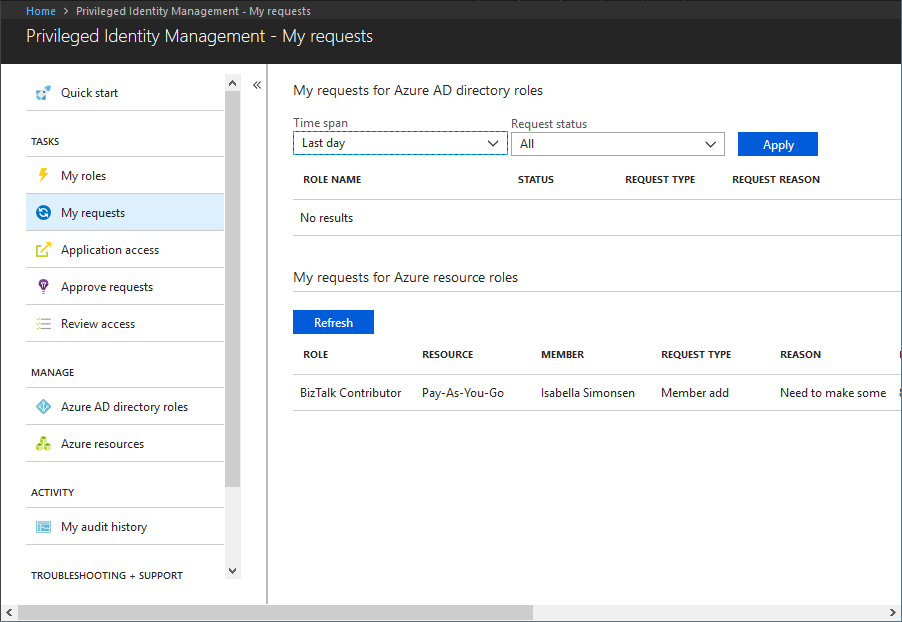 Home > Privileged Identity Management - My requests
Privileged Identity Management - My requests
Quick start
TASKS
My roles
My requests
Application access
Approve requests
Review access
MANAGE
Azure AD directory roles
Azure resources
ACTIVITY
My audit history
TROUBLESHOOTING + SUPPORT
My requests for Azure AD directory roles
Time span Request status
Last day All Apply
ROLE NAME STATUS REQUEST TYPE REQUEST REASON
No results
My requests for Azure resource roles
Refresh
ROLE RESOURCE MEMBER REQUEST TYPE REASON
BizTalk Contributor Pay-As-You-Go Isabella Simonsen Member add Need to make some